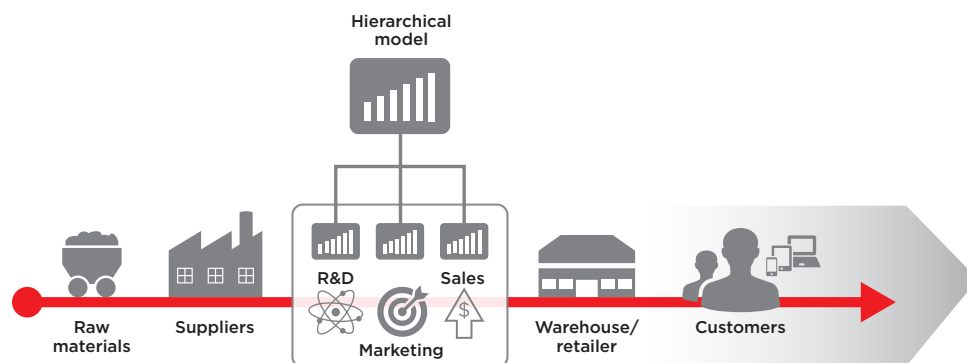 Hierarchical
model
R&D
Sales
$
Marketing
Raw
materials
Suppliers
Warehouse/
retailer
Customers